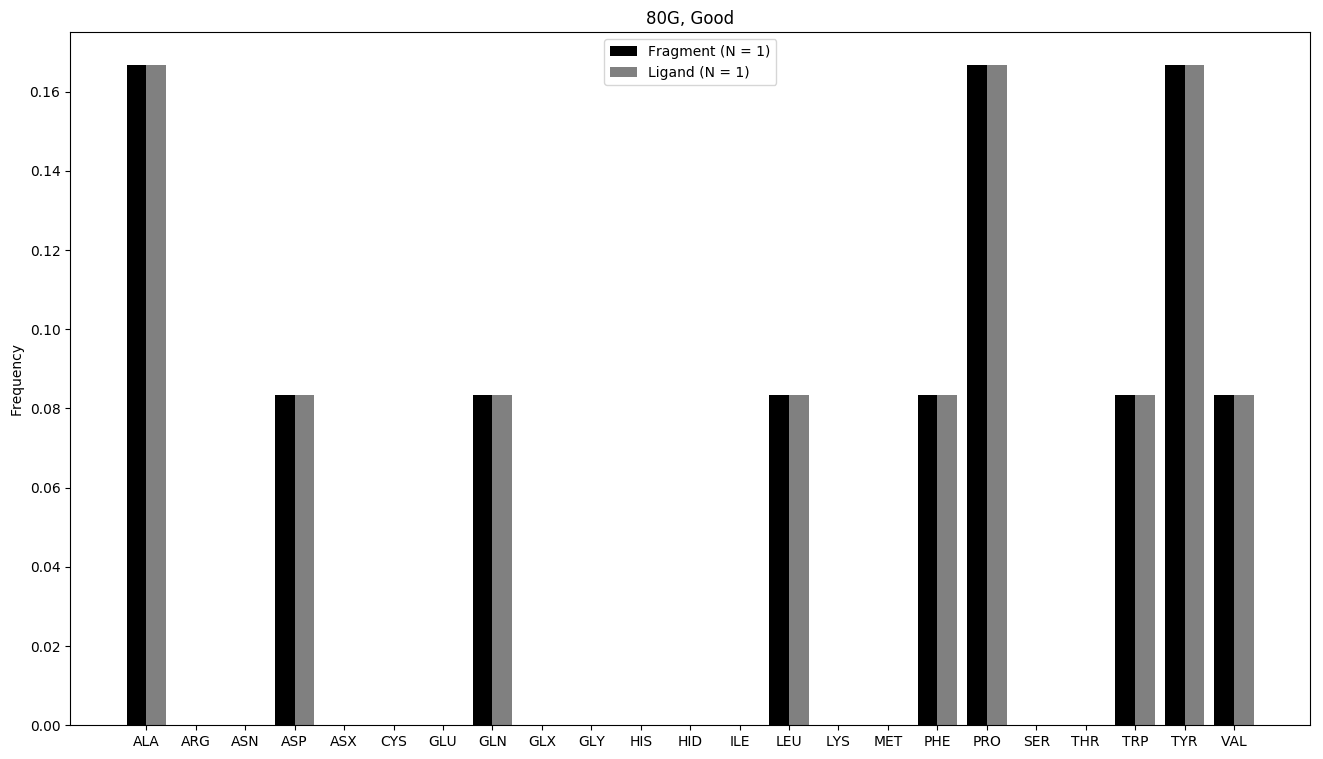 80G, Good
Fragment (N = 1)
Ligand (N = 1)
Frequency
0.16
0.14
0.12
0.10
0.08
0.06
0.04
0.02
0.00
ALA ARG ASN ASP ASX CYS GLU GLN GLX GLY HIS HID ILE LEU LYS MET PHE PRO SER THR TRP TYR VAL